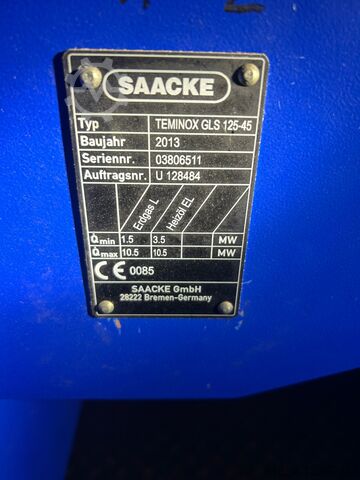 SAACKE
Typ TEMINOX GLS 125-45
Baujahr 2013
Seriennr. 03806511
Auftragsnr. U 128484
Erdgas L Heizöl EL
Q̇min 1.5 3.5 MW
Q̇max 10.5 10.5 MW
CE 0085
SAACKE GmbH
28222 Bremen-Germany